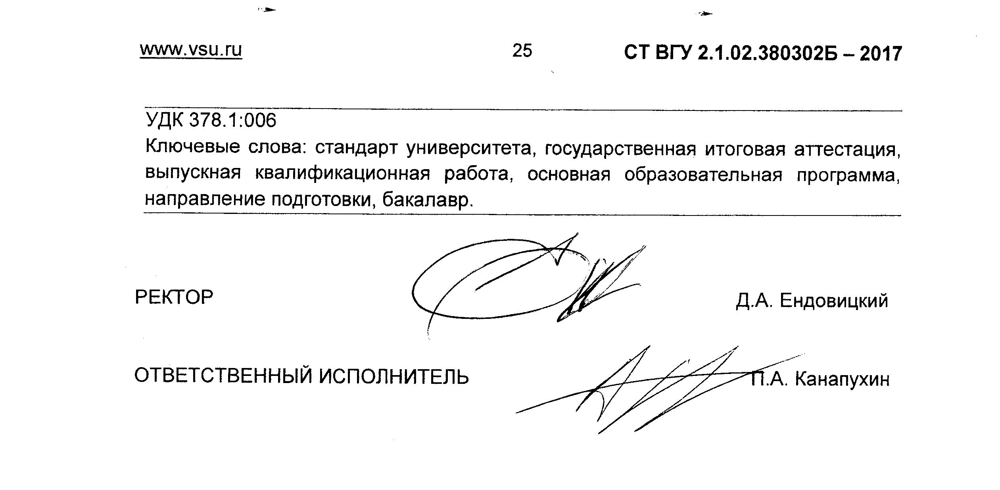 www.vsu.ru 25 СТ ВГУ 2.1.02.380302Б – 2017
УДК 378.1:006
Ключевые слова: стандарт университета, государственная итоговая аттестация,
выпускная квалификационная работа, основная образовательная программа,
направление подготовки, бакалавр.
РЕКТОР Д.А. Ендовицкий
ОТВЕТСТВЕННЫЙ ИСПОЛНИТЕЛЬ П.А. Канапухин